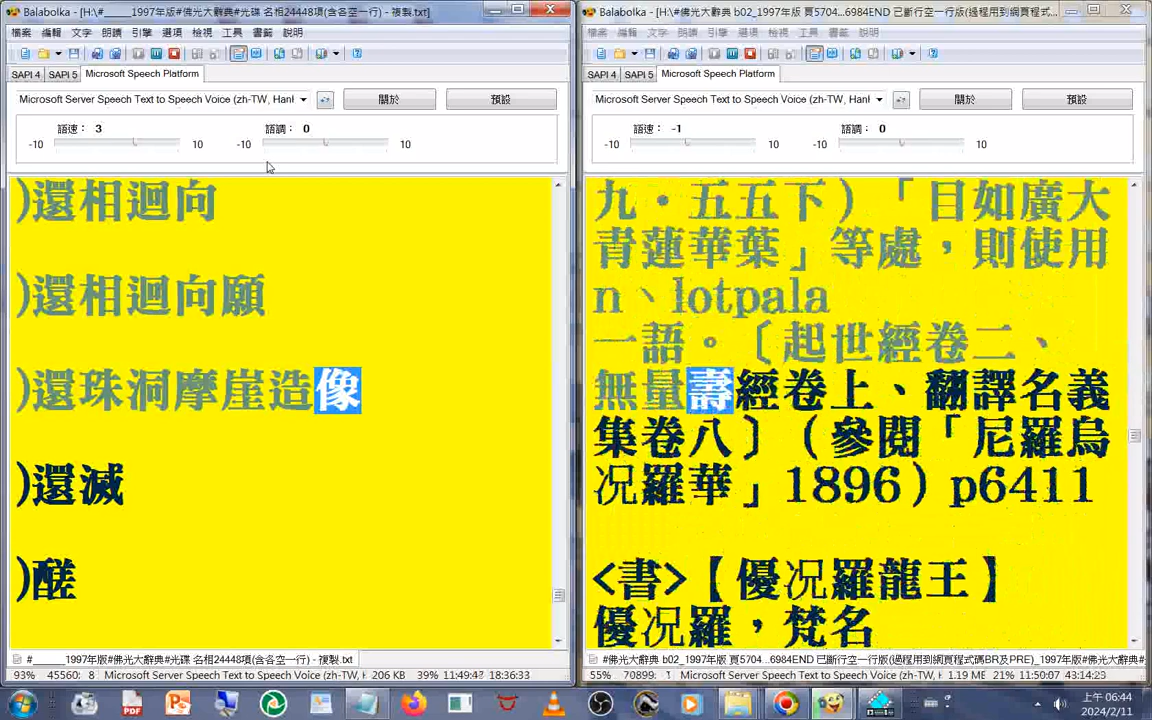 Balabolka - [H:\#_____1997年版#佛光大辭典#光碟 名相24448項(含各空一行) - 複製.txt]
檔案 編輯 文字 朗讀 引擎 選項 檢視 工具 書籤 說明
SAPI 4 SAPI 5 Microsoft Speech Platform
Microsoft Server Speech Text to Speech Voice (zh-TW, Hanl
關於 預設
語速： 3 語調： 0
-10 10 -10 10
)還相迴向
)還相迴向願
)還珠洞摩崖造像
)還滅
)醝
#______1997年版#佛光大辭典#光碟 名相24448項(含各空一行) - 複製.txt
93% 45560: 8 Microsoft Server Speech Text to Speech Voice (zh-TW, H 206 KB 39% 11:49:47 18:36:33
Balabolka - [H:\#佛光大辭典 b02_1997年版 頁5704...6984END 已斷行空一行版(過程用到網頁程式...
檔案 編輯 文字 朗讀 引擎 選項 檢視 工具 書籤 說明
SAPI 4 SAPI 5 Microsoft Speech Platform
Microsoft Server Speech Text to Speech Voice (zh-TW, Hanl
關於 預設
語速： -1 語調： 0
-10 10 -10 10
九．五五下）「目如廣大
青蓮華葉」等處，則使用
n、lotpala
一語。〔起世經卷二、
無量壽經卷上、翻譯名義
集卷八〕（參閱「尼羅烏
况羅華」1896）p6411
<書>【優况羅龍王】
優况羅，梵名
#佛光大辭典 b02_1997年版 頁5704...6984END 已斷行空一行版(過程用到網頁程式碼BR及PRE)_1997年版#
55% 70899: 1 Microsoft Server Speech Text to Speech Voice (zh-TW, H 1.19 MB 21% 11:50:07 43:14:23
上午 06:44
2024/2/11